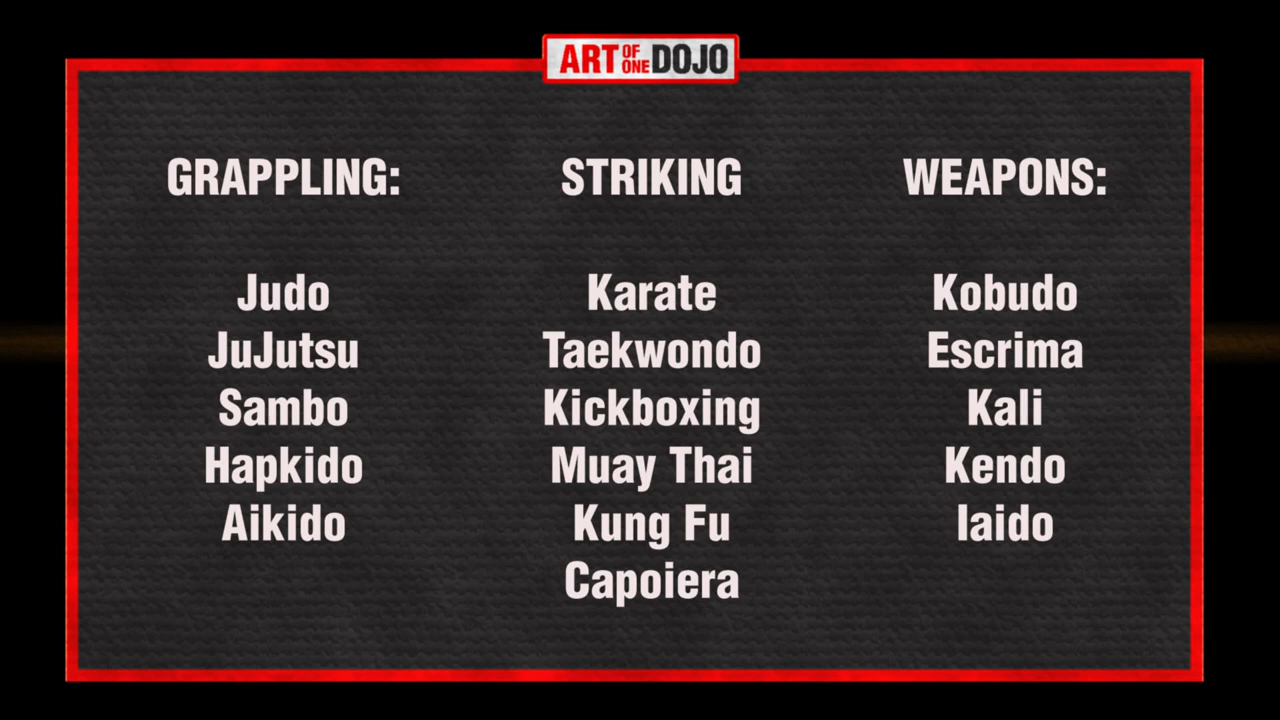 ART OF ONE DOJO
GRAPPLING:
Judo
JuJutsu
Sambo
Hapkido
Aikido
STRIKING
Karate
Taekwondo
Kickboxing
Muay Thai
Kung Fu
Capoiera
WEAPONS:
Kobudo
Escrima
Kali
Kendo
Iaido